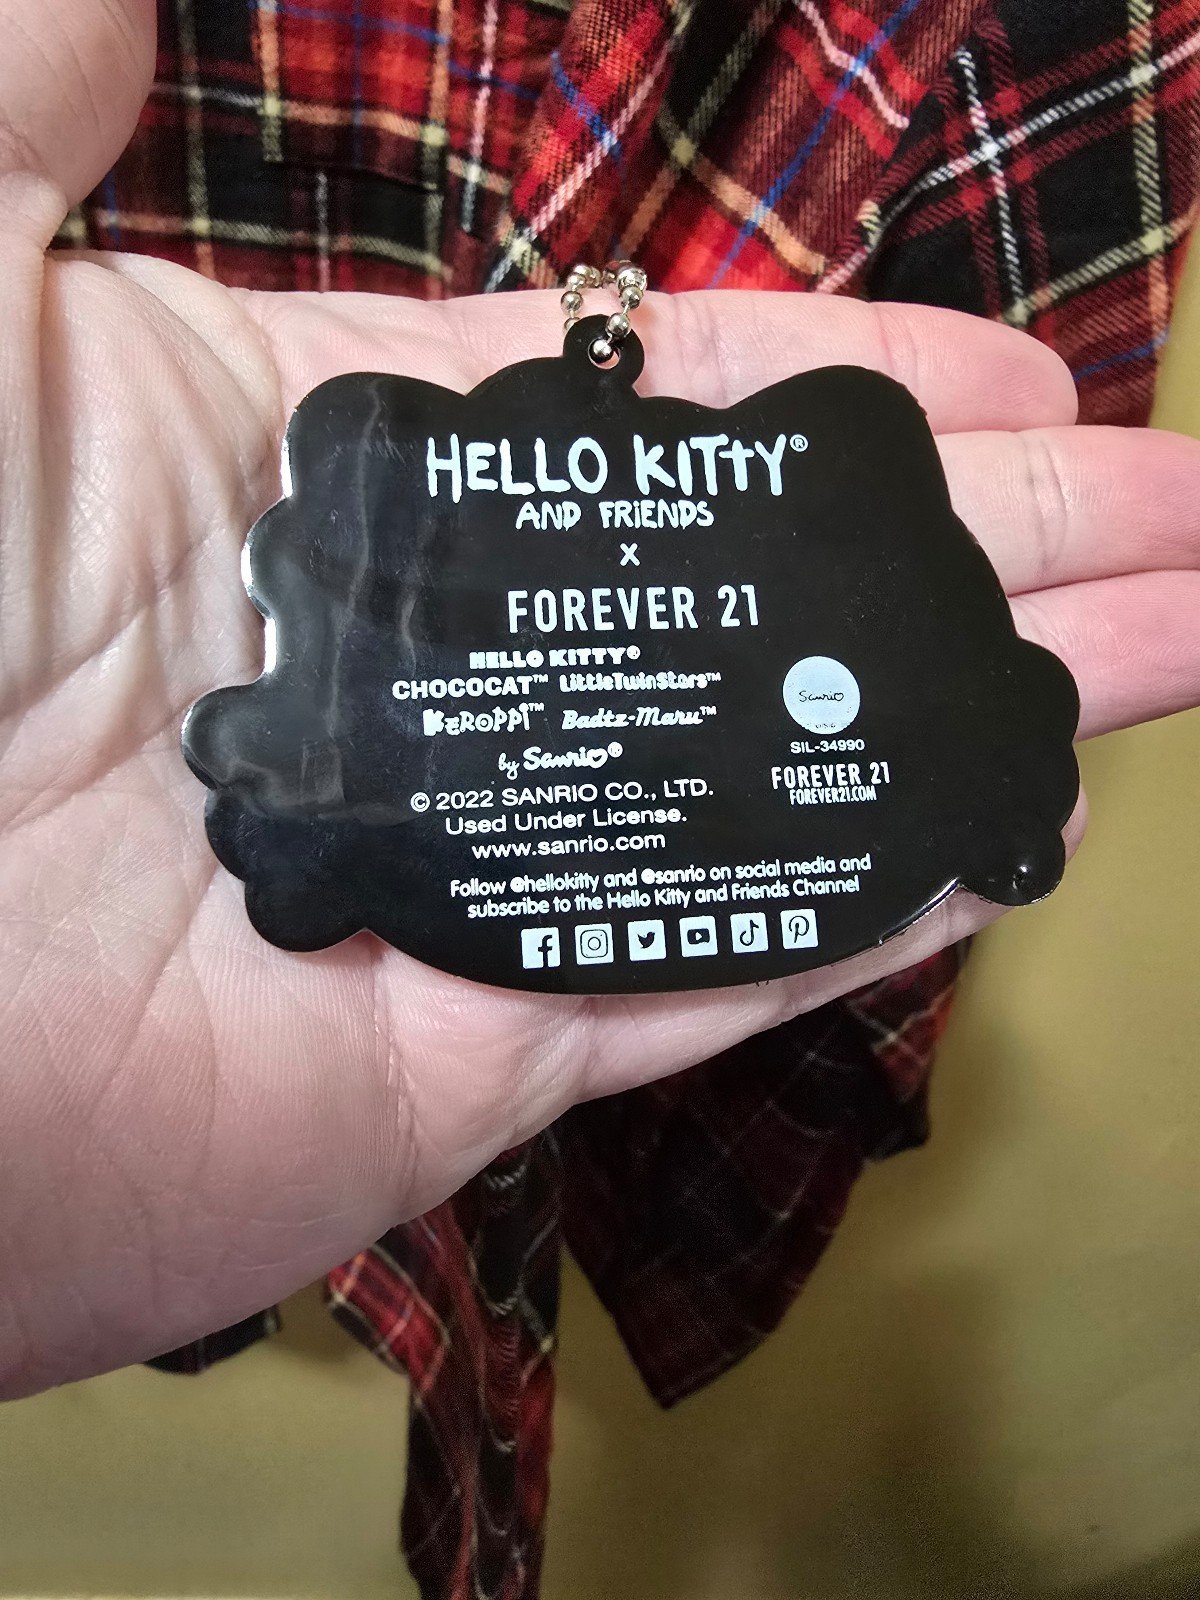 HELLO KITTY®
AND FRIENDS
x
FOREVER 21
HELLO KITTY®
CHOCOCAT™ LittleTwinStars™
KEROPPI™ Badtz-Maru™
by Sanrio®
© 2022 SANRIO CO., LTD.
Used Under License.
www.sanrio.com
Sanrio
SIL-34990
FOREVER 21
FOREVER21.COM
Follow @hellokitty and @sanrio on social media and
subscribe to the Hello Kitty and Friends Channel